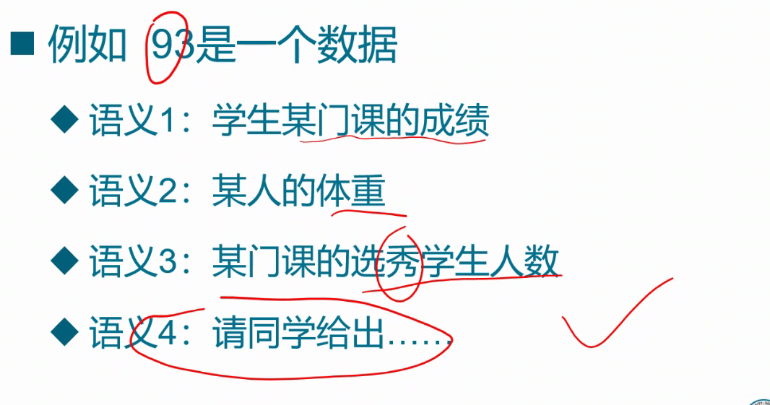 ■ 例如 93是一个数据
◆ 语义1：学生某门课的成绩
◆ 语义2：某人的体重
◆ 语义3：某门课的选秀学生人数
◆ 语义4：请同学给出……